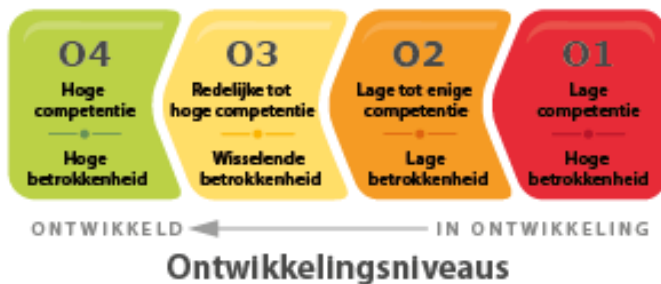 O4
Hoge
competentie
Hoge
betrokkenheid
O3
Redelijke tot
hoge competentie
Wisselende
betrokkenheid
O2
Lage tot enige
competentie
Lage
betrokkenheid
O1
Lage
competentie
Hoge
betrokkenheid
ONTWIKKELD IN ONTWIKKELING
Ontwikkelingsniveaus